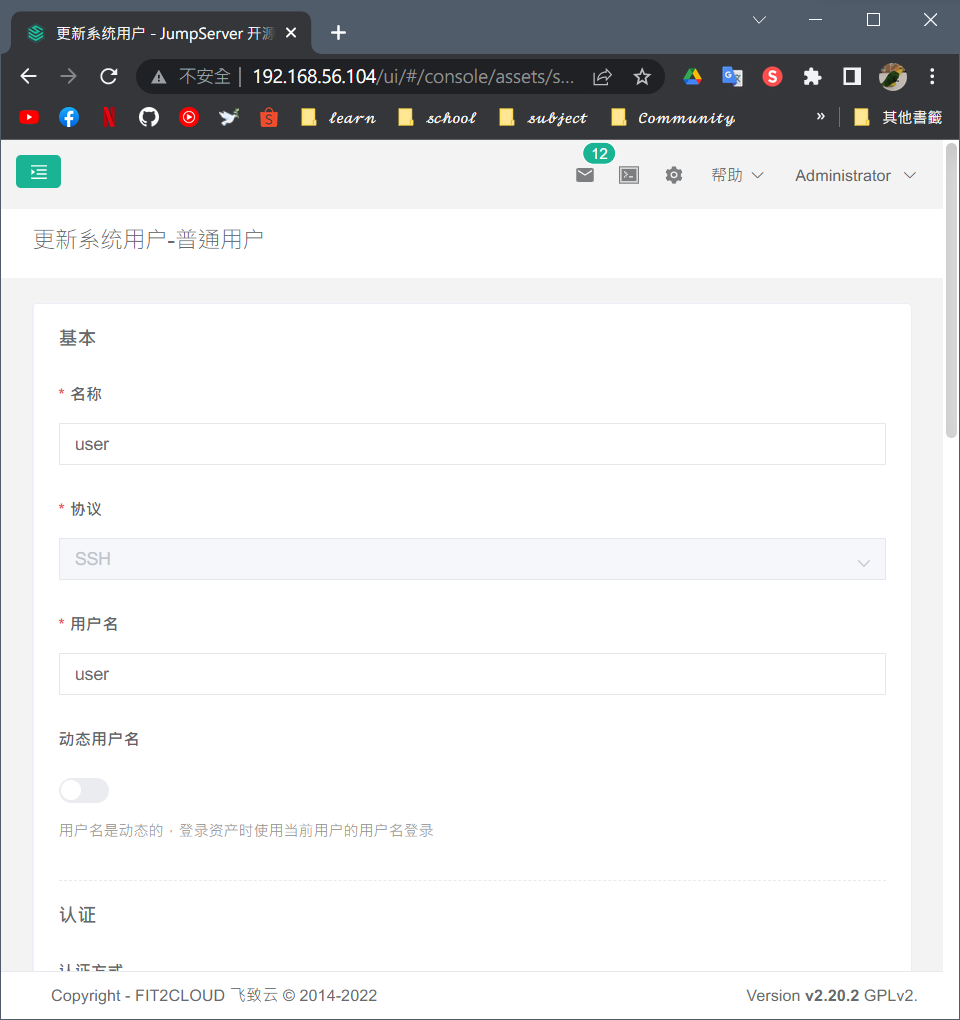 更新系统用户 - JumpServer 开源
不安全 | 192.168.56.104/ui/#/console/assets/s...
learn school subject Community » 其他書籤
12
帮助 Administrator
更新系统用户-普通用户
基本
* 名称
user
* 协议
SSH
* 用户名
user
动态用户名
用户名是动态的,登录资产时使用当前用户的用户名登录
认证
认证方式
Copyright - FIT2CLOUD 飞致云 © 2014-2022
Version v2.20.2 GPLv2.